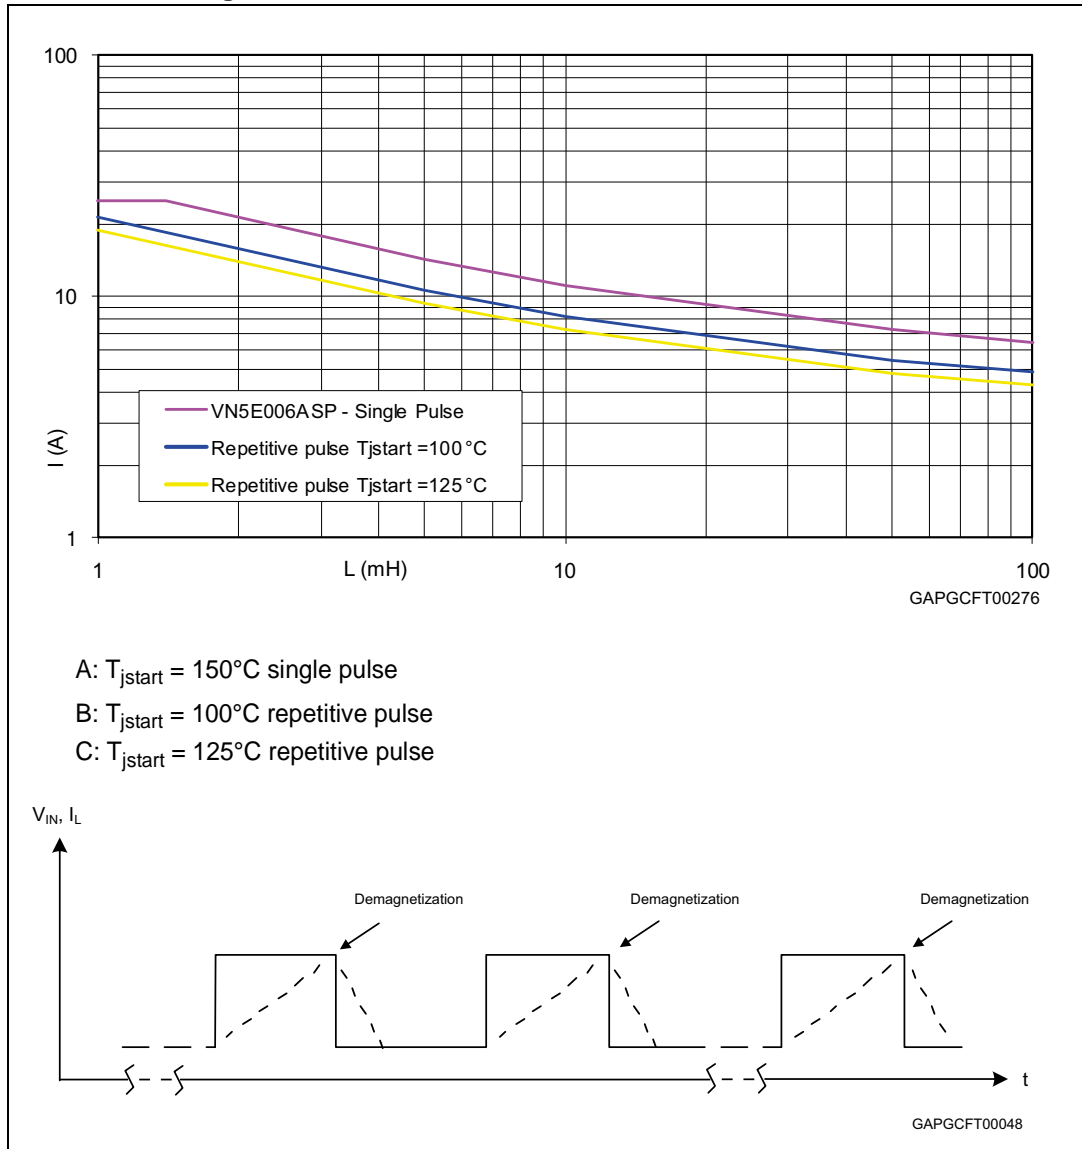 100
10
1
I (A)
VN5E006ASP - Single Pulse
Repetitive pulse Tjstart =100°C
Repetitive pulse Tjstart =125°C
1
L (mH)
10
100
GAPGCFT00276
A: Tjstart = 150°C single pulse
B: Tjstart = 100°C repetitive pulse
C: Tjstart = 125°C repetitive pulse
VIN, IL
Demagnetization
Demagnetization
Demagnetization
t
GAPGCFT00048